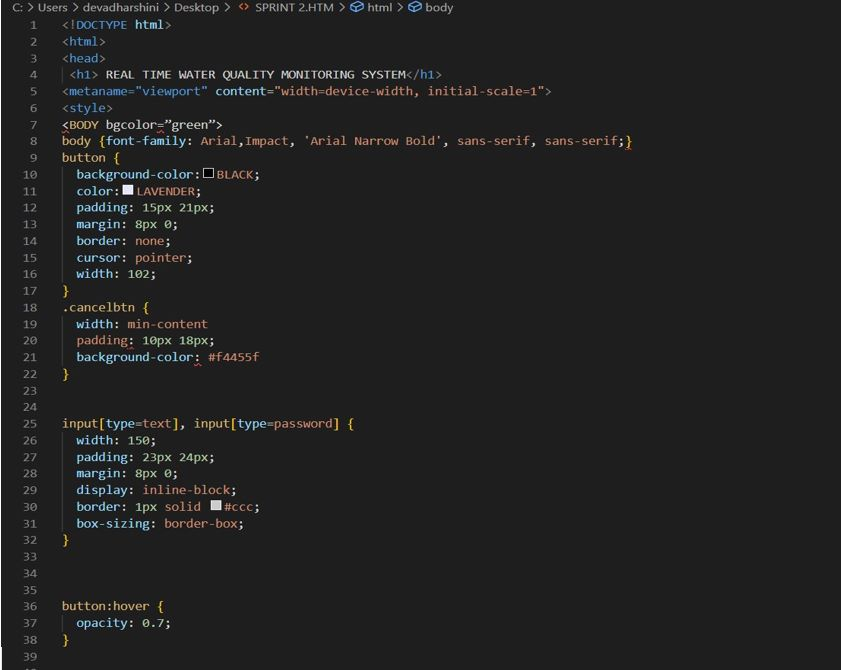 C: > Users > devadharshini > Desktop > <> SPRINT 2.HTM > html > body
1 <!DOCTYPE html>
2 <html>
3 <head>
4 <h1> REAL TIME WATER QUALITY MONITORING SYSTEM</h1>
5 <metaname="viewport" content="width=device-width, initial-scale=1">
6 <style>
7 <BODY bgcolor=”green”>
8 body {font-family: Arial,Impact, 'Arial Narrow Bold', sans-serif, sans-serif;}
9 button {
10 background-color: BLACK;
11 color: LAVENDER;
12 padding: 15px 21px;
13 margin: 8px 0;
14 border: none;
15 cursor: pointer;
16 width: 102;
17 }
18 .cancelbtn {
19 width: min-content
20 padding: 10px 18px;
21 background-color: #f4455f
22 }
23
24
25 input[type=text], input[type=password] {
26 width: 150;
27 padding: 23px 24px;
28 margin: 8px 0;
29 display: inline-block;
30 border: 1px solid #ccc;
31 box-sizing: border-box;
32 }
33
34
35
36 button:hover {
37 opacity: 0.7;
38 }
39